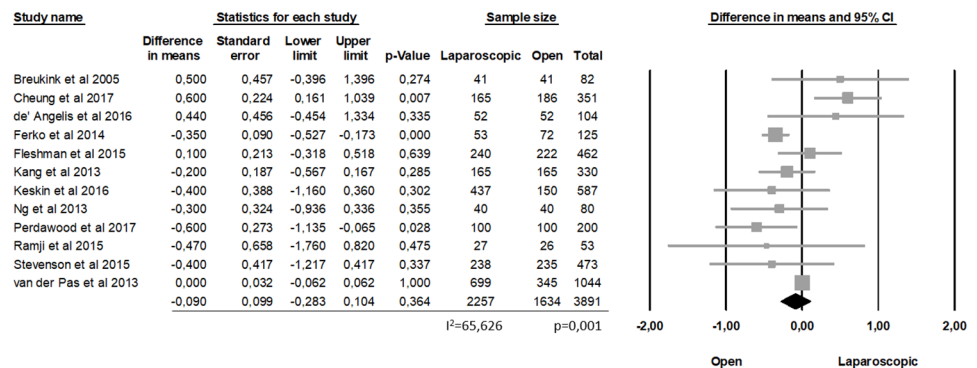 Study name Statistics for each study Sample size Difference in means and 95% CI
Difference in means Standard error Lower limit Upper limit p-Value Laparoscopic Open Total
Breukink et al 2005 0,500 0,457 -0,396 1,396 0,274 41 41 82
Cheung et al 2017 0,600 0,224 0,161 1,039 0,007 165 186 351
de' Angelis et al 2016 0,440 0,456 -0,454 1,334 0,335 52 52 104
Ferko et al 2014 -0,350 0,090 -0,527 -0,173 0,000 53 72 125
Fleshman et al 2015 0,100 0,213 -0,318 0,518 0,639 240 222 462
Kang et al 2013 -0,200 0,187 -0,567 0,167 0,285 165 165 330
Keskin et al 2016 -0,400 0,388 -1,160 0,360 0,302 437 150 587
Ng et al 2013 -0,300 0,324 -0,936 0,336 0,355 40 40 80
Perdawood et al 2017 -0,600 0,273 -1,135 -0,065 0,028 100 100 200
Ramji et al 2015 -0,470 0,658 -1,760 0,820 0,475 27 26 53
Stevenson et al 2015 -0,400 0,417 -1,217 0,417 0,337 238 235 473
van der Pas et al 2013 0,000 0,032 -0,062 0,062 1,000 699 345 1044
-0,090 0,099 -0,283 0,104 0,364 2257 1634 3891
I²=65,626 p=0,001
-2,00 -1,00 0,00 1,00 2,00
Open Laparoscopic